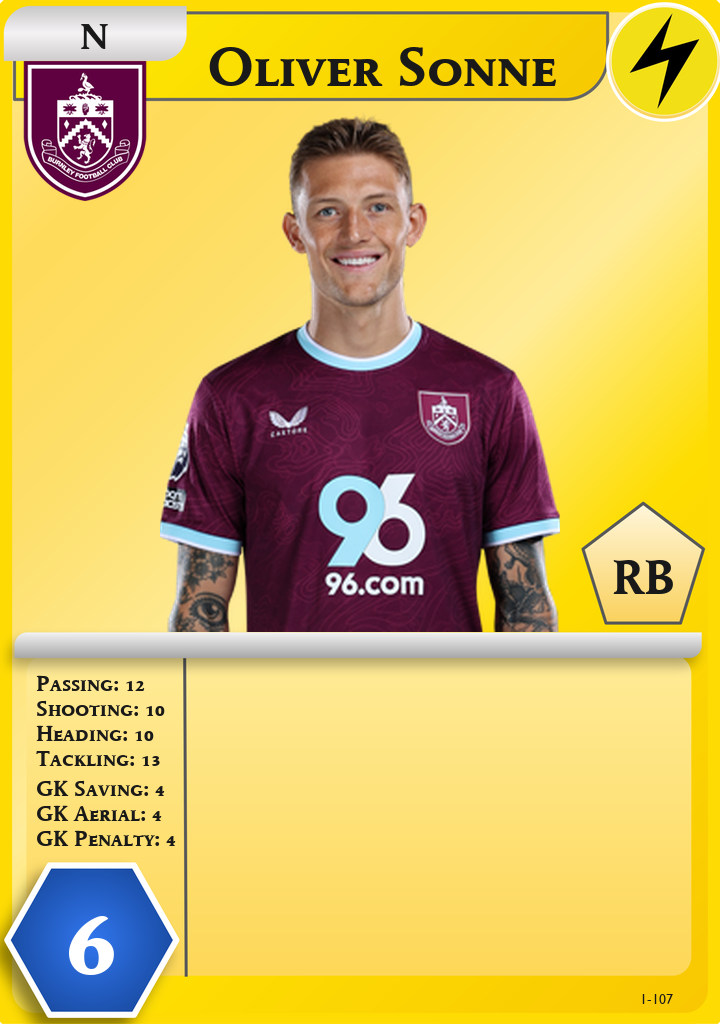 N
Oliver Sonne
BURNLEY FOOTBALL CLUB
CASTORE
96
96.com
RB
Passing: 12
Shooting: 10
Heading: 10
Tackling: 13
GK Saving: 4
GK Aerial: 4
GK Penalty: 4
6
1-107